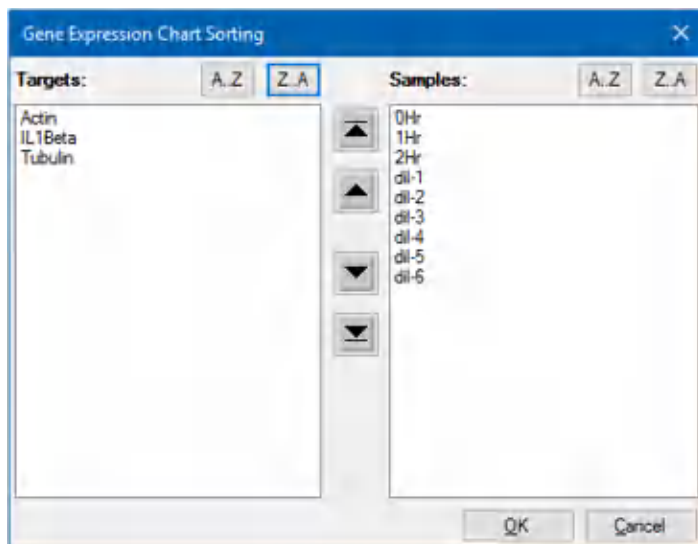 Gene Expression Chart Sorting
Targets: A..Z Z..A
Samples: A..Z Z..A
Actin
IL1Beta
Tubulin
0Hr
1Hr
2Hr
dil-1
dil-2
dil-3
dil-4
dil-5
dil-6
OK Cancel